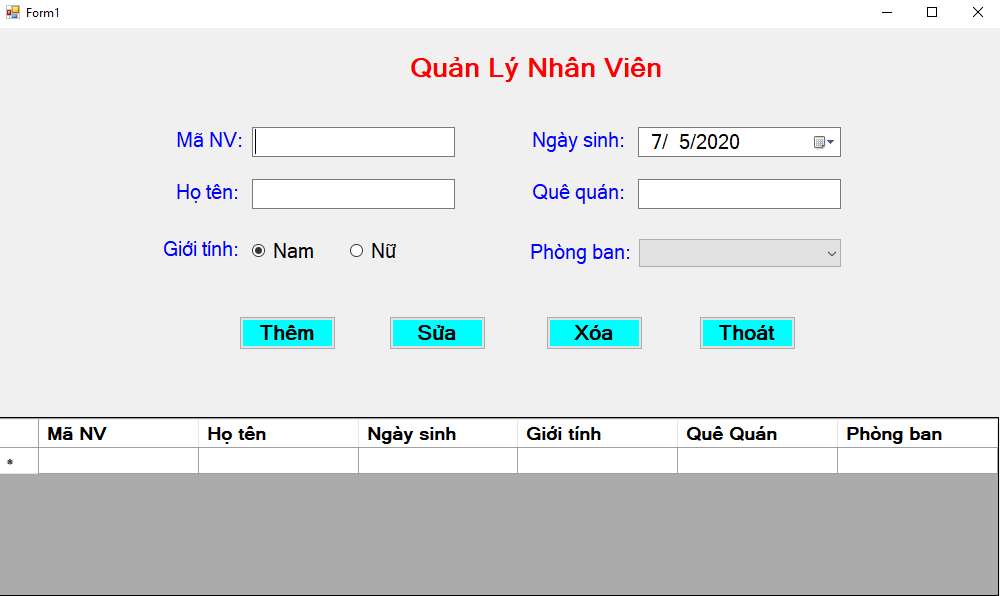 Form1
Quản Lý Nhân Viên
Mã NV: Ngày sinh: 7/ 5/2020
Họ tên: Quê quán:
Giới tính: Nam Nữ Phòng ban:
Thêm Sửa Xóa Thoát
Mã NV Họ tên Ngày sinh Giới tính Quê Quán Phòng ban